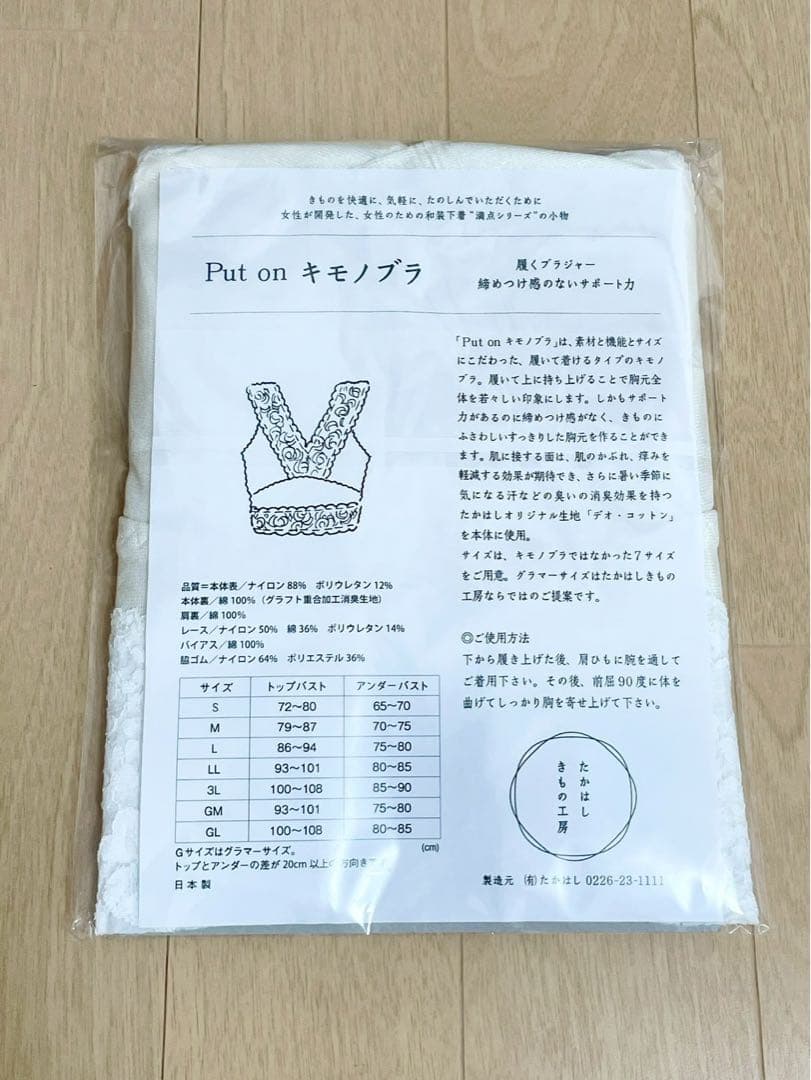 きものを快適に、気軽に、たのしんでいただくために
女性が開発した、女性のための和装下着“満点シリーズ”の小物
Put on キモノブラ
履くブラジャー
締めつけ感のないサポート力
「Put on キモノブラ」は、素材と機能とサイズ
にこだわった、履いて着けるタイプのキモノ
ブラ。履いて上に持ち上げることで胸元全
体を若々しい印象にします。しかもサポート
力があるのに締めつけ感がなく、きものに
ふさわしいすっきりした胸元を作ることができ
ます。肌に接する面は、肌のかぶれ、痒みを
軽減する効果が期待でき、さらに暑い季節に
気になる汗などの臭いの消臭効果を持つ
たかはしオリジナル生地「デオ・コットン」
を本体に使用。
サイズは、キモノブラではなかった7サイズ
をご用意。グラマーサイズはたかはしきもの
工房ならではのご提案です。
◎ご使用方法
下から履き上げた後、肩ひもに腕を通して
ご着用下さい。その後、前屈90度に体を
曲げてしっかり胸を寄せ上げて下さい。
品質＝本体表／ナイロン88% ポリウレタン12%
本体裏／綿100%（グラフト重合加工消臭生地）
肩裏／綿100%
レース／ナイロン50% 綿36% ポリウレタン14%
バイアス／綿100%
脇ゴム／ナイロン64% ポリエステル36%
サイズ トップバスト アンダーバスト
S 72～80 65～70
M 79～87 70～75
L 86～94 75～80
LL 93～101 80～85
3L 100～108 85～90
GM 93～101 75～80
GL 100～108 80～85
(cm)
Gサイズはグラマーサイズ。
トップとアンダーの差が20cm以上の方向きです
日本製
たかはし
きもの工房
製造元 (有)たかはし 0226-23-1111